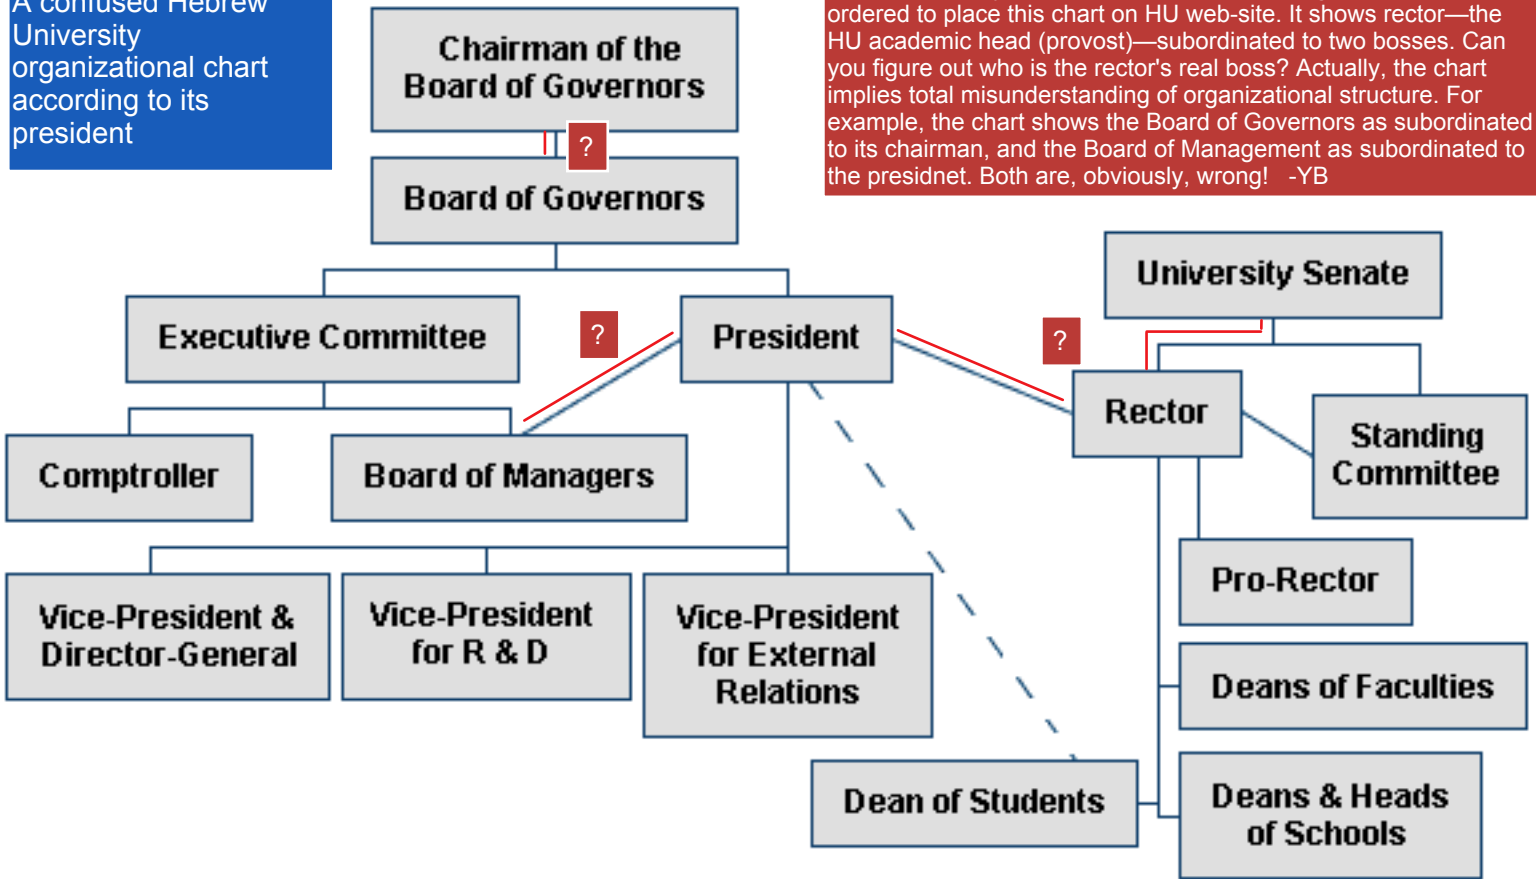 A confused Hebrew
University
organizational chart
according to its
president
ordered to place this chart on HU web-site. It shows rector—the
HU academic head (provost)—subordinated to two bosses. Can
you figure out who is the rector's real boss? Actually, the chart
implies total misunderstanding of organizational structure. For
example, the chart shows the Board of Governors as subordinated
to its chairman, and the Board of Management as subordinated to
the presidnet. Both are, obviously, wrong! -YB
Chairman of the
Board of Governors
?
Board of Governors
University Senate
Executive Committee
?
President
?
Rector
Standing
Committee
Comptroller
Board of Managers
Pro-Rector
Vice-President &
Director-General
Vice-President
for R & D
Vice-President
for External
Relations
Deans of Faculties
Dean of Students
Deans & Heads
of Schools